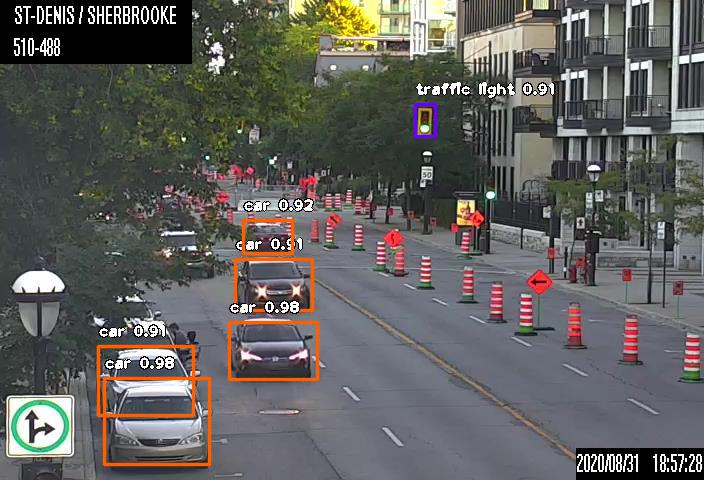 ST-DENIS / SHERBROOKE
510-488
traffic light 0.91
50
car 0.92
car 0.91
car 0.98
car 0.91
car 0.98
2020/08/31 18:57:28